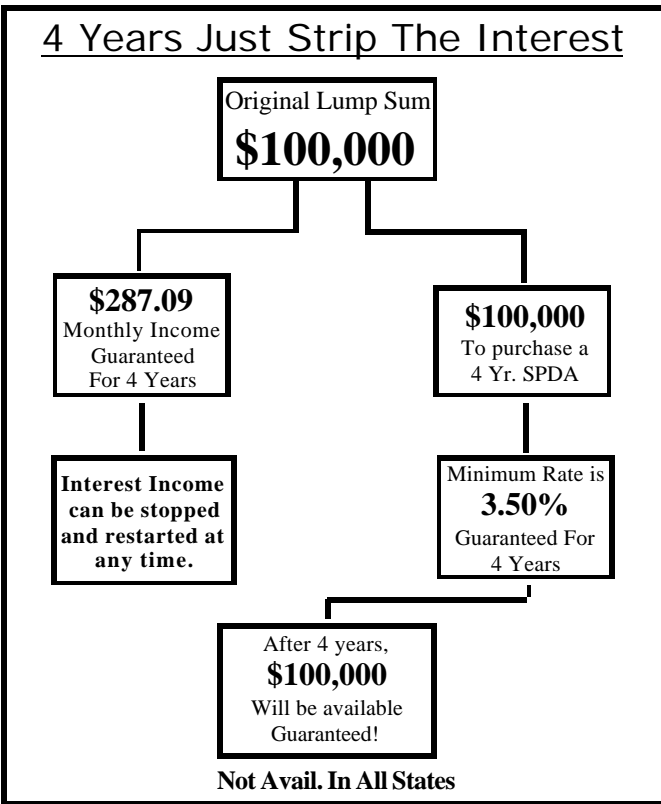 4 Years Just Strip The Interest
Original Lump Sum
$100,000
$287.09
Monthly Income
Guaranteed
For 4 Years
Interest Income
can be stopped
and restarted at
any time.
$100,000
To purchase a
4 Yr. SPDA
Minimum Rate is
3.50%
Guaranteed For
4 Years
After 4 years,
$100,000
Will be available
Guaranteed!
Not Avail. In All States